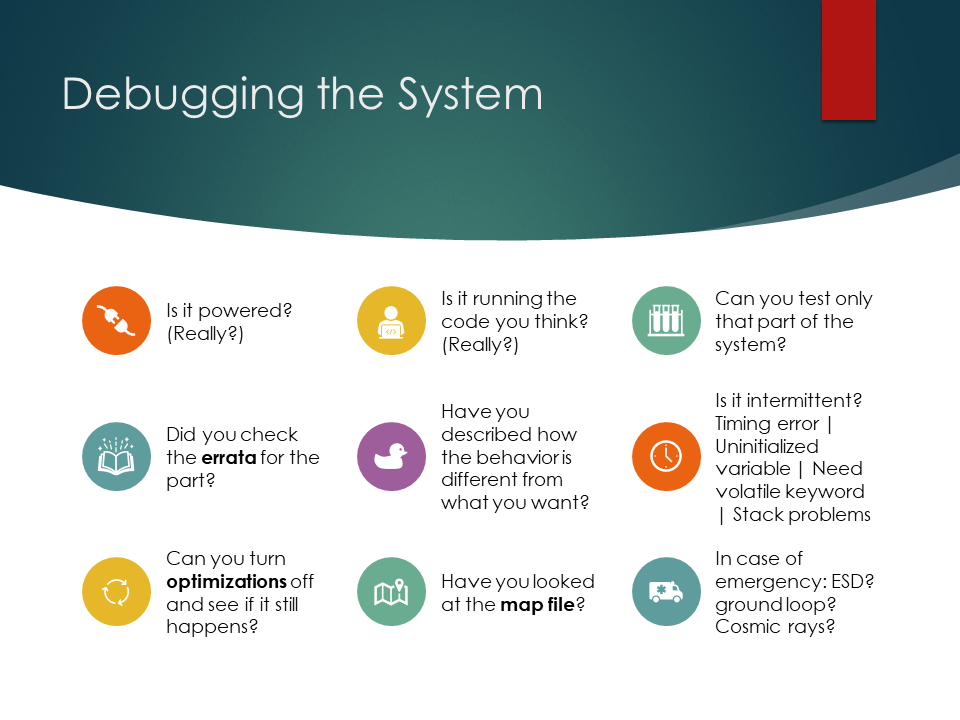 Debugging the System
Is it powered?
(Really?)
Is it running the
code you think?
(Really?)
Can you test only
that part of the
system?
Did you check
the errata for the
part?
Have you
described how
the behavior is
different from
what you want?
Is it intermittent?
Timing error |
Uninitialized
variable | Need
volatile keyword
| Stack problems
Can you turn
optimizations off
and see if it still
happens?
Have you looked
at the map file?
In case of
emergency: ESD?
ground loop?
Cosmic rays?